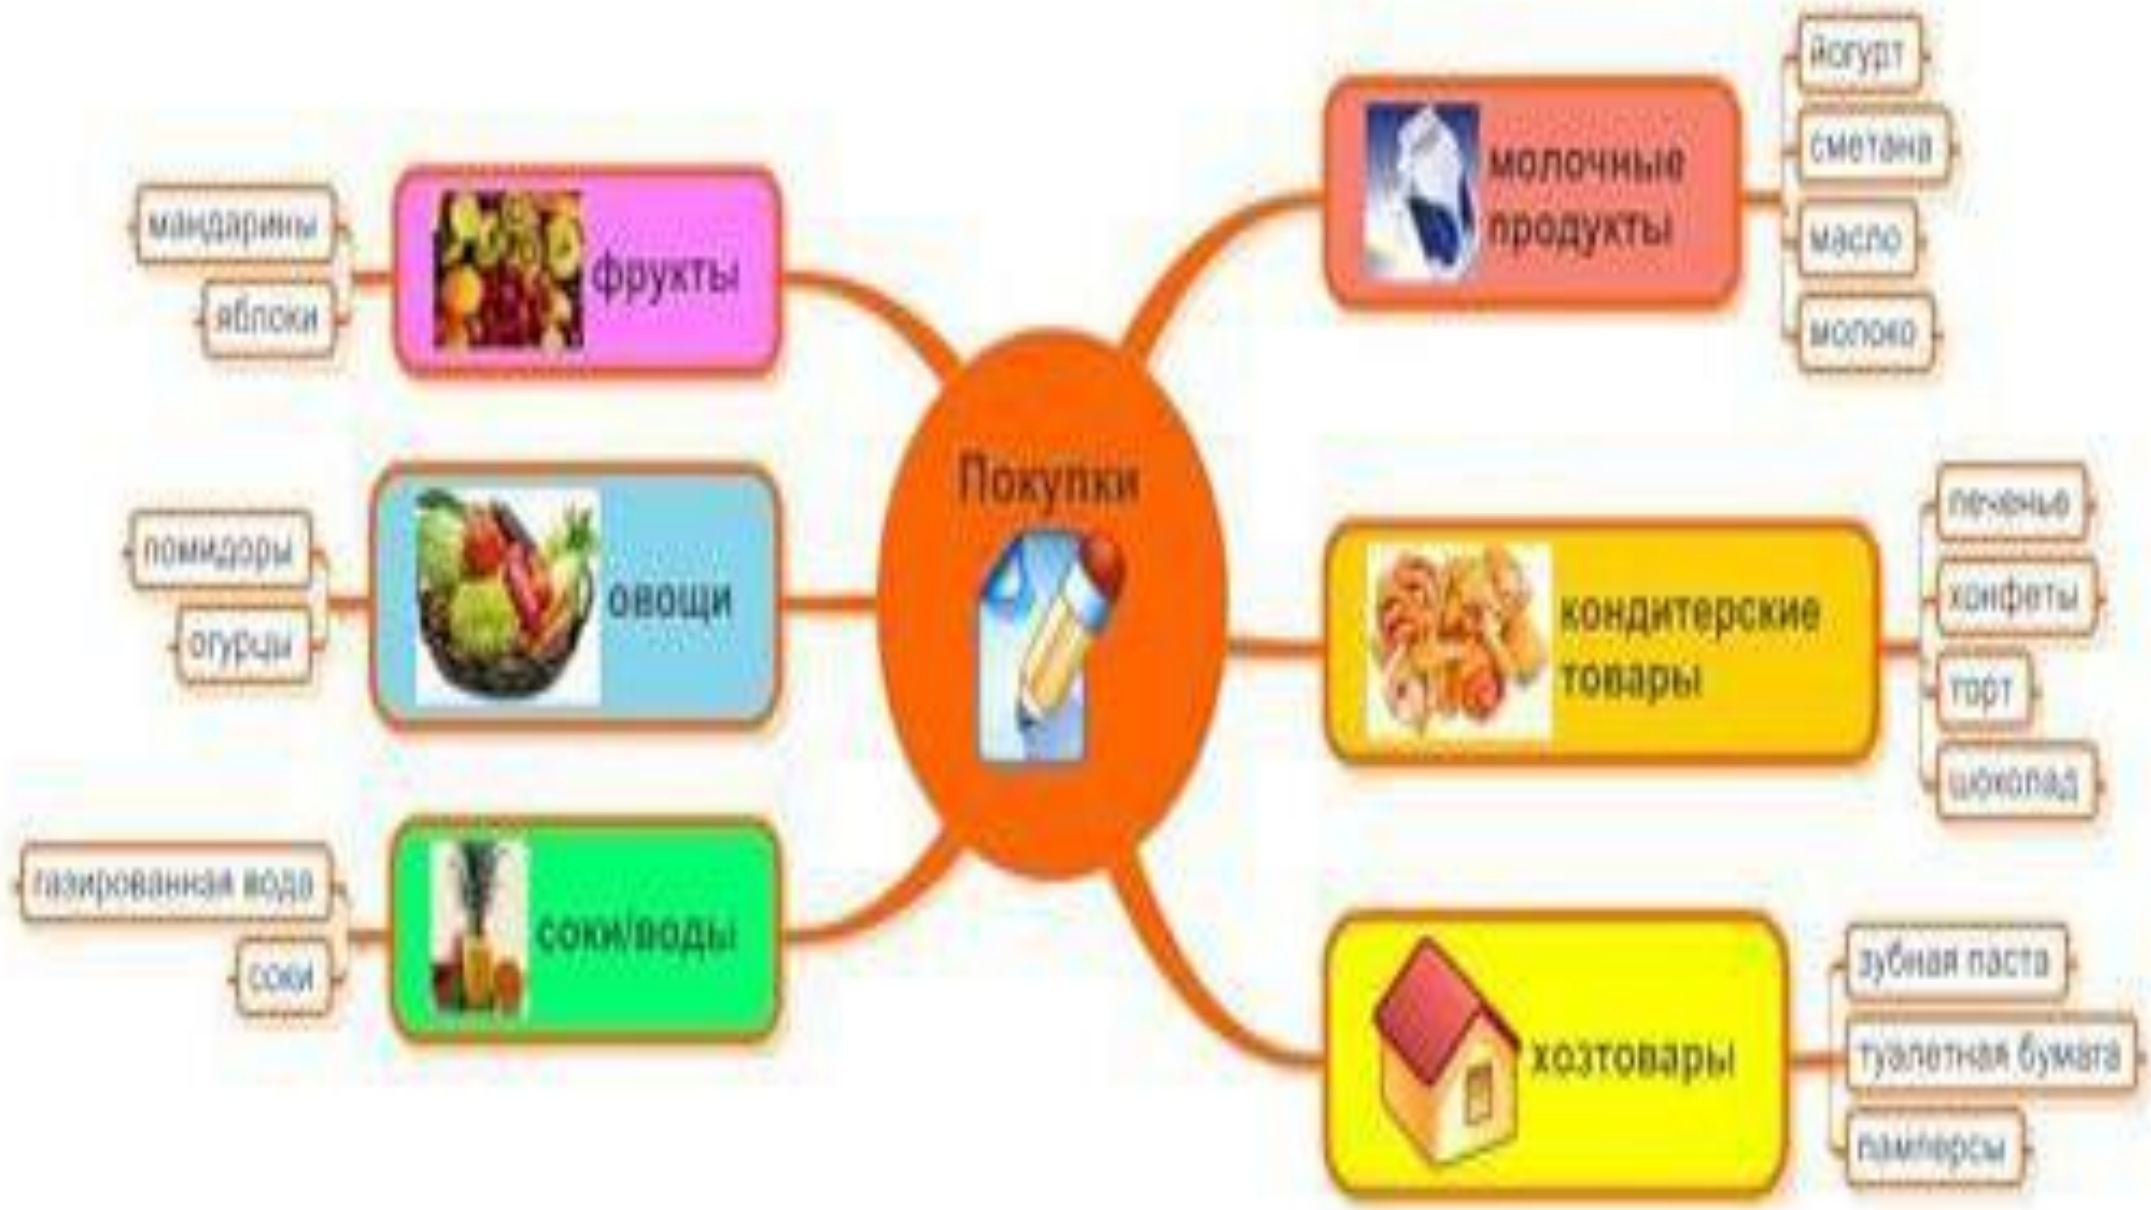 Покупки
фрукты
мандарины
яблоки
овощи
помидоры
огурцы
соки/воды
газированная вода
соки
молочные
продукты
йогурт
сметана
масло
молоко
кондитерские
товары
печенье
конфеты
торт
шоколад
хозтовары
зубная паста
туалетная бумага
памперсы